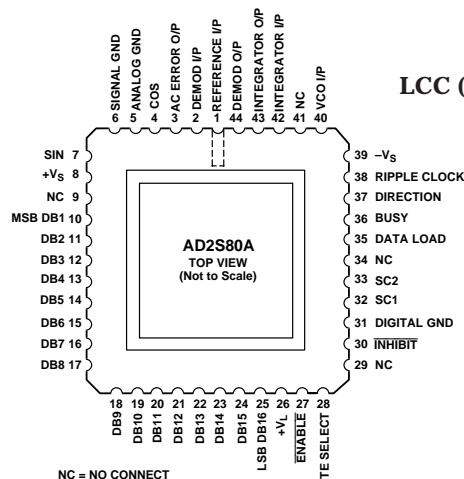 SIGNAL GND
ANALOG GND
COS
AC ERROR O/P
DEMOD I/P
REFERENCE I/P
DEMOD O/P
INTEGRATOR O/P
INTEGRATOR I/P
NC
VCO I/P
6 5 4 3 2 1 44 43 42 41 40
LCC (
SIN 7
+VS 8
NC 9
MSB DB1 10
DB2 11
DB3 12
DB4 13
DB5 14
DB6 15
DB7 16
DB8 17
AD2S80A
TOP VIEW
(Not to Scale)
39 –VS
38 RIPPLE CLOCK
37 DIRECTION
36 BUSY
35 DATA LOAD
34 NC
33 SC2
32 SC1
31 DIGITAL GND
30 INHIBIT
29 NC
18 19 20 21 22 23 24 25 26 27 28
DB9
DB10
DB11
DB12
DB13
DB14
DB15
LSB DB16
+VL
ENABLE
TE SELECT
NC = NO CONNECT